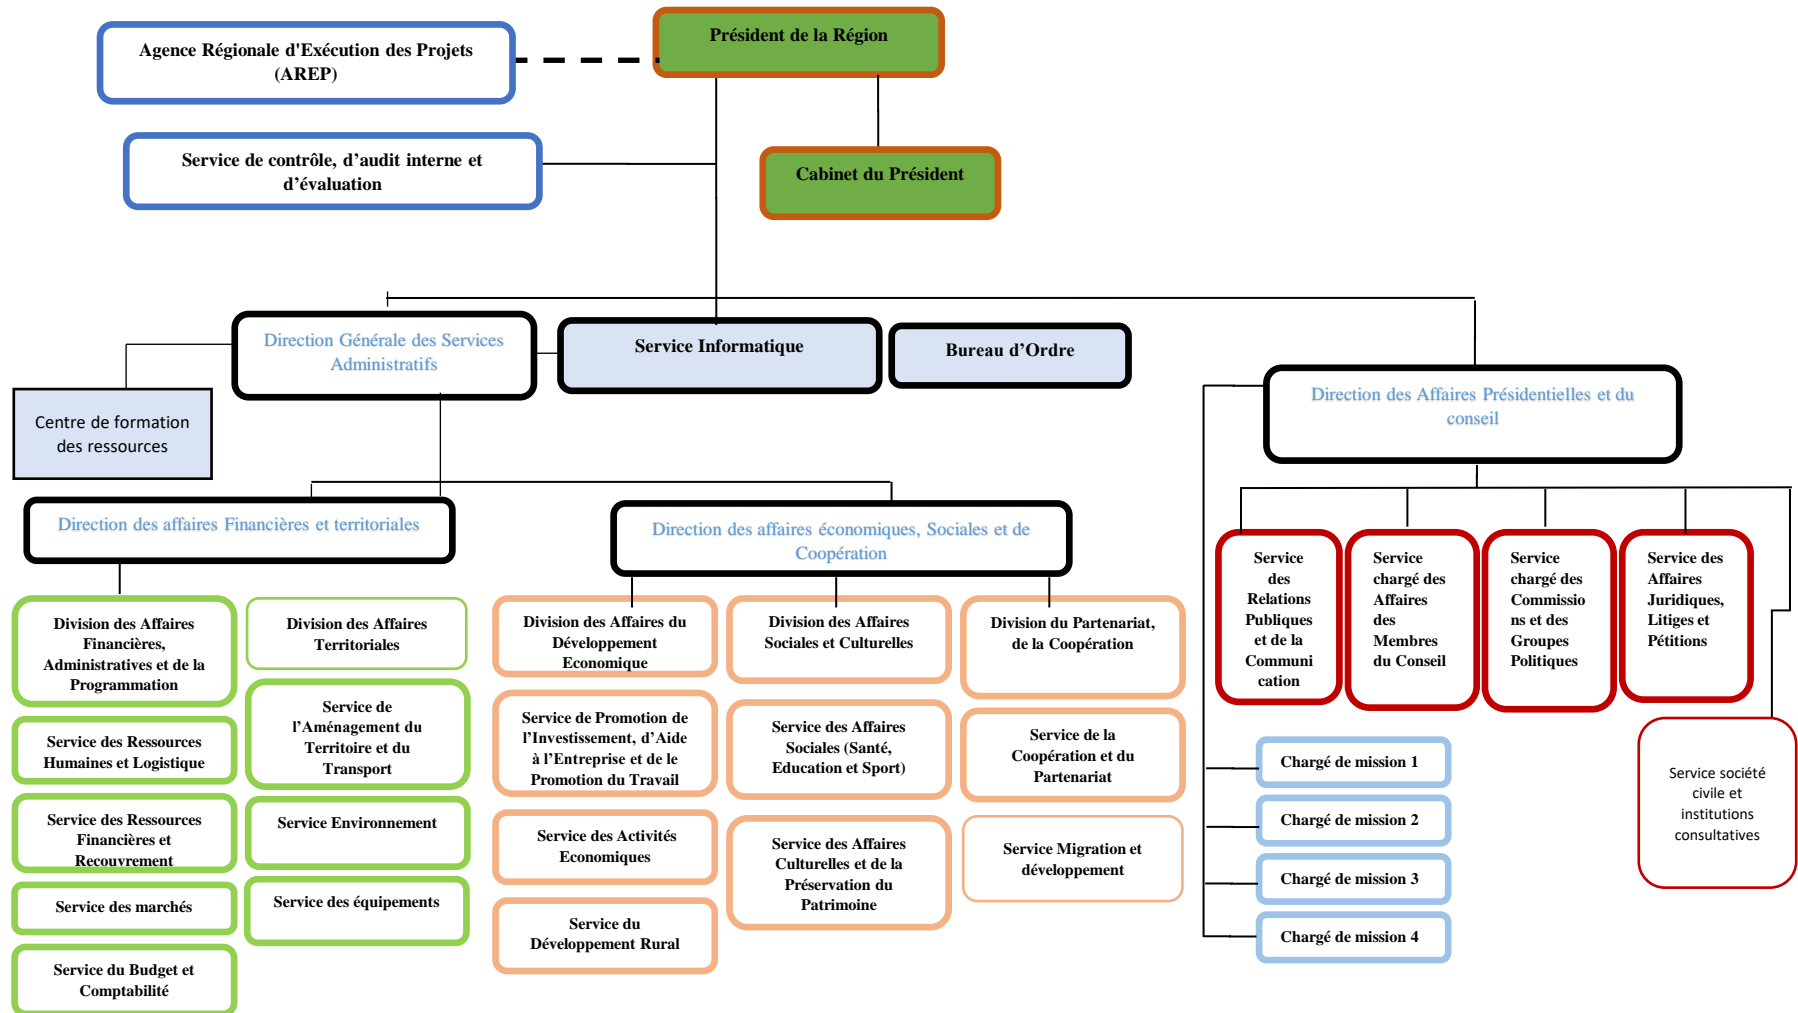 Agence Régionale d'Exécution des Projets
(AREP)
Président de la Région
Service de contrôle, d’audit interne et
d’évaluation
Cabinet du Président
Direction Générale des Services
Administratifs
Service Informatique
Bureau d’Ordre
Centre de formation
des ressources
Direction des Affaires Présidentielles et du
conseil
Direction des affaires Financières et territoriales
Direction des affaires économiques, Sociales et de
Coopération
Division des Affaires
Financières,
Administratives et de la
Programmation
Service des Ressources
Humaines et Logistique
Service des Ressources
Financières et
Recouvrement
Service des marchés
Service du Budget et
Comptabilité
Division des Affaires
Territoriales
Service de
l’Aménagement du
Territoire et du
Transport
Service Environnement
Service des équipements
Division des Affaires du
Développement
Economique
Service de Promotion de
l’Investissement, d’Aide
à l’Entreprise et de le
Promotion du Travail
Service des Activités
Economiques
Service du
Développement Rural
Division des Affaires
Sociales et Culturelles
Service des Affaires
Sociales (Santé,
Education et Sport)
Service des Affaires
Culturelles et de la
Préservation du
Patrimoine
Division du Partenariat,
de la Coopération
Service de la
Coopération et du
Partenariat
Service Migration et
développement
Service
des
Relations
Publiques
et de la
Communi
cation
Service
chargé des
Affaires
des
Membres
du Conseil
Service
chargé des
Commissio
ns et des
Groupes
Politiques
Service des
Affaires
Juridiques,
Litiges et
Pétitions
Chargé de mission 1
Chargé de mission 2
Chargé de mission 3
Chargé de mission 4
Service société
civile et
institutions
consultatives